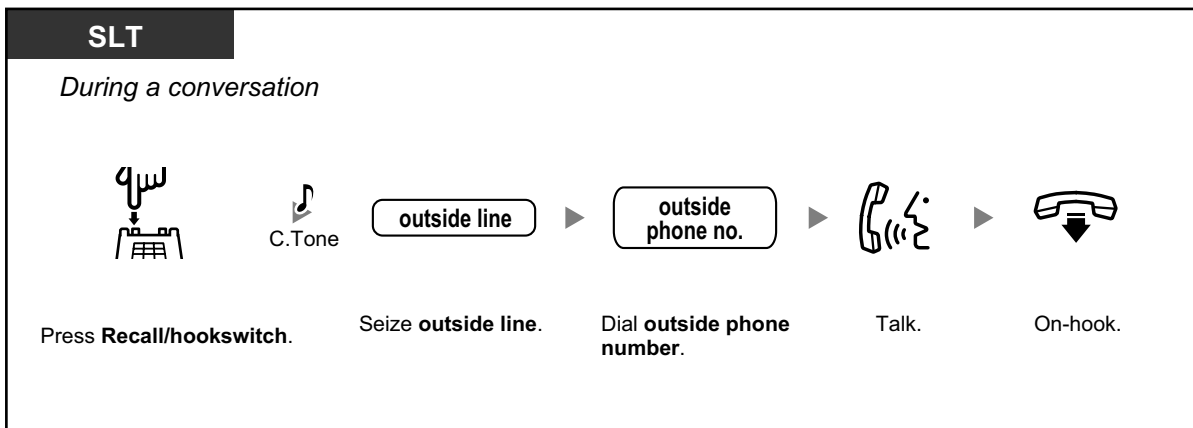 SLT
During a conversation
C.Tone
outside line
outside
phone no.
Press Recall/hookswitch.
Seize outside line.
Dial outside phone
number.
Talk.
On-hook.